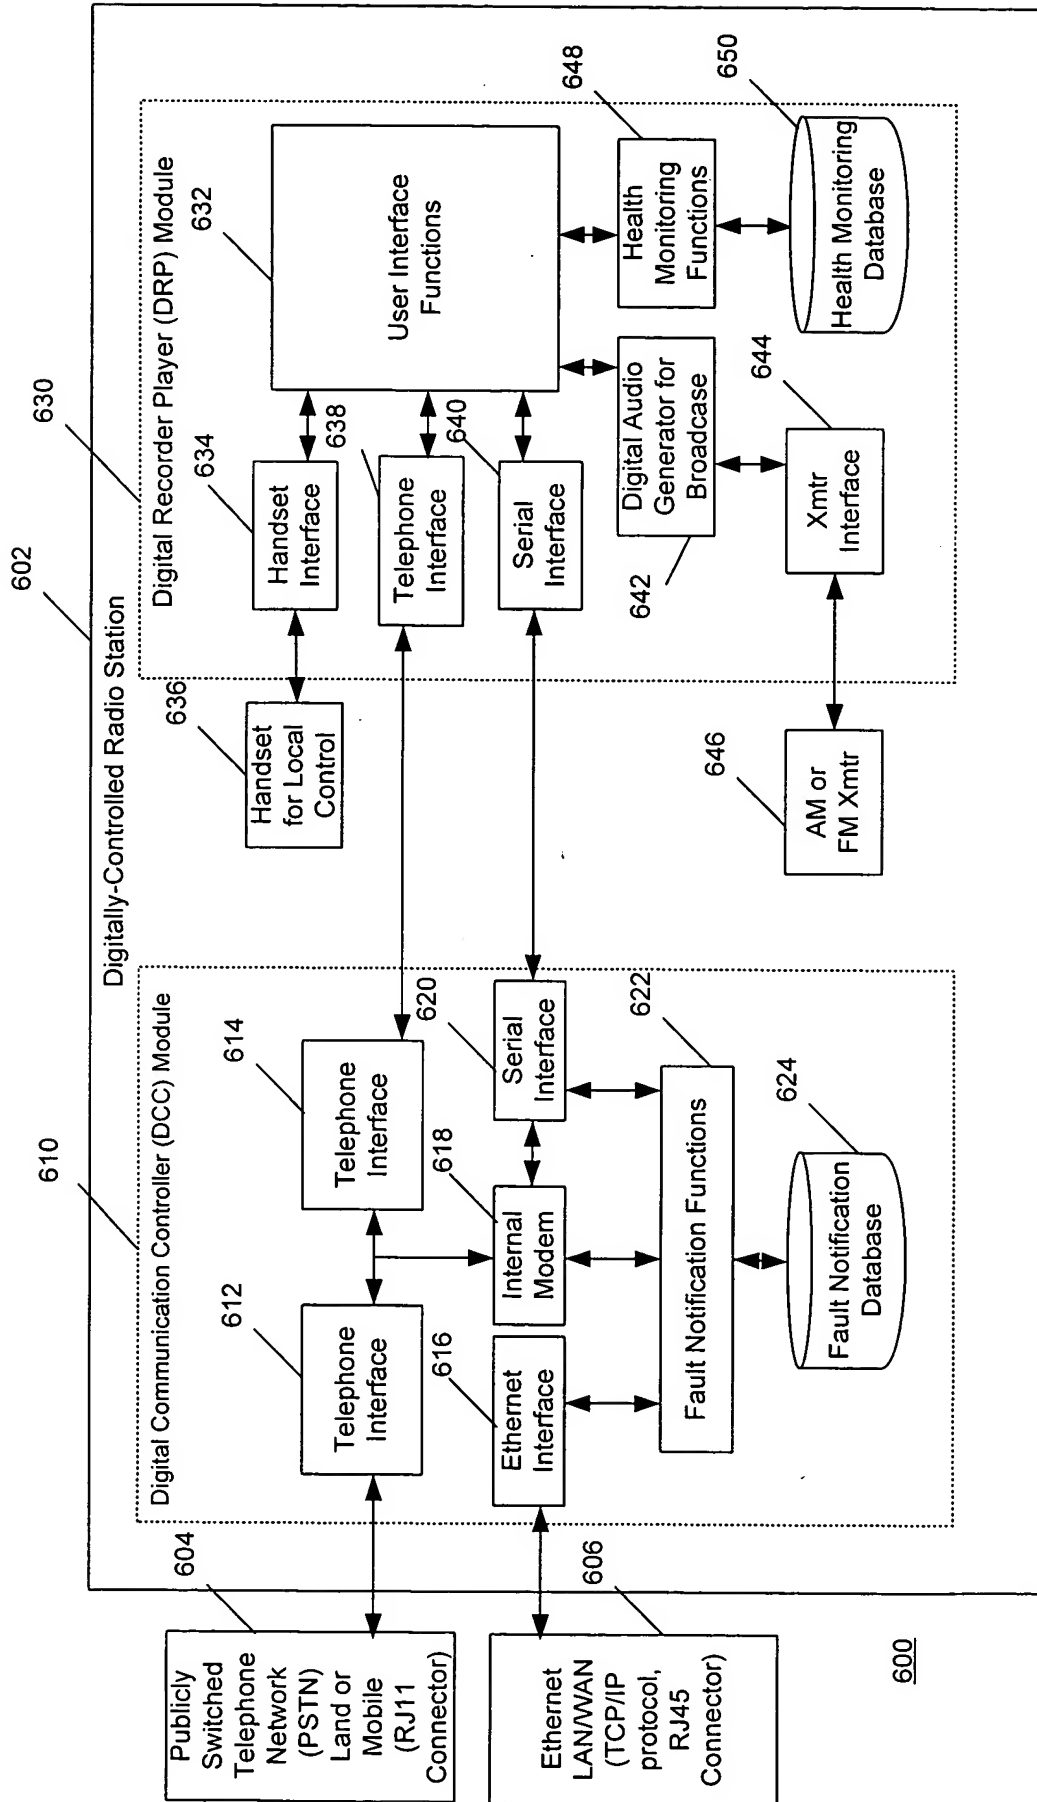 602
Digitally-Controlled Radio Station
604
Publicly
Switched
Telephone
Network
(PSTN)
Land or
Mobile
(RJ11
Connector)
606
Ethernet
LAN/WAN
(TCP/IP
protocol,
RJ45
Connector)
600
610
Digital Communication Controller (DCC) Module
612
Telephone
Interface
614
Telephone
Interface
616
Ethernet
Interface
618
Internal
Modem
620
Serial
Interface
622
Fault Notification Functions
624
Fault Notification
Database
630
Digital Recorder Player (DRP) Module
632
User Interface
Functions
634
Handset
Interface
636
Handset
for Local
Control
638
Telephone
Interface
640
Serial
Interface
642
Digital Audio
Generator for
Broadcase
644
Xmtr
Interface
646
AM or
FM Xmtr
648
Health
Monitoring
Functions
650
Health Monitoring
Database